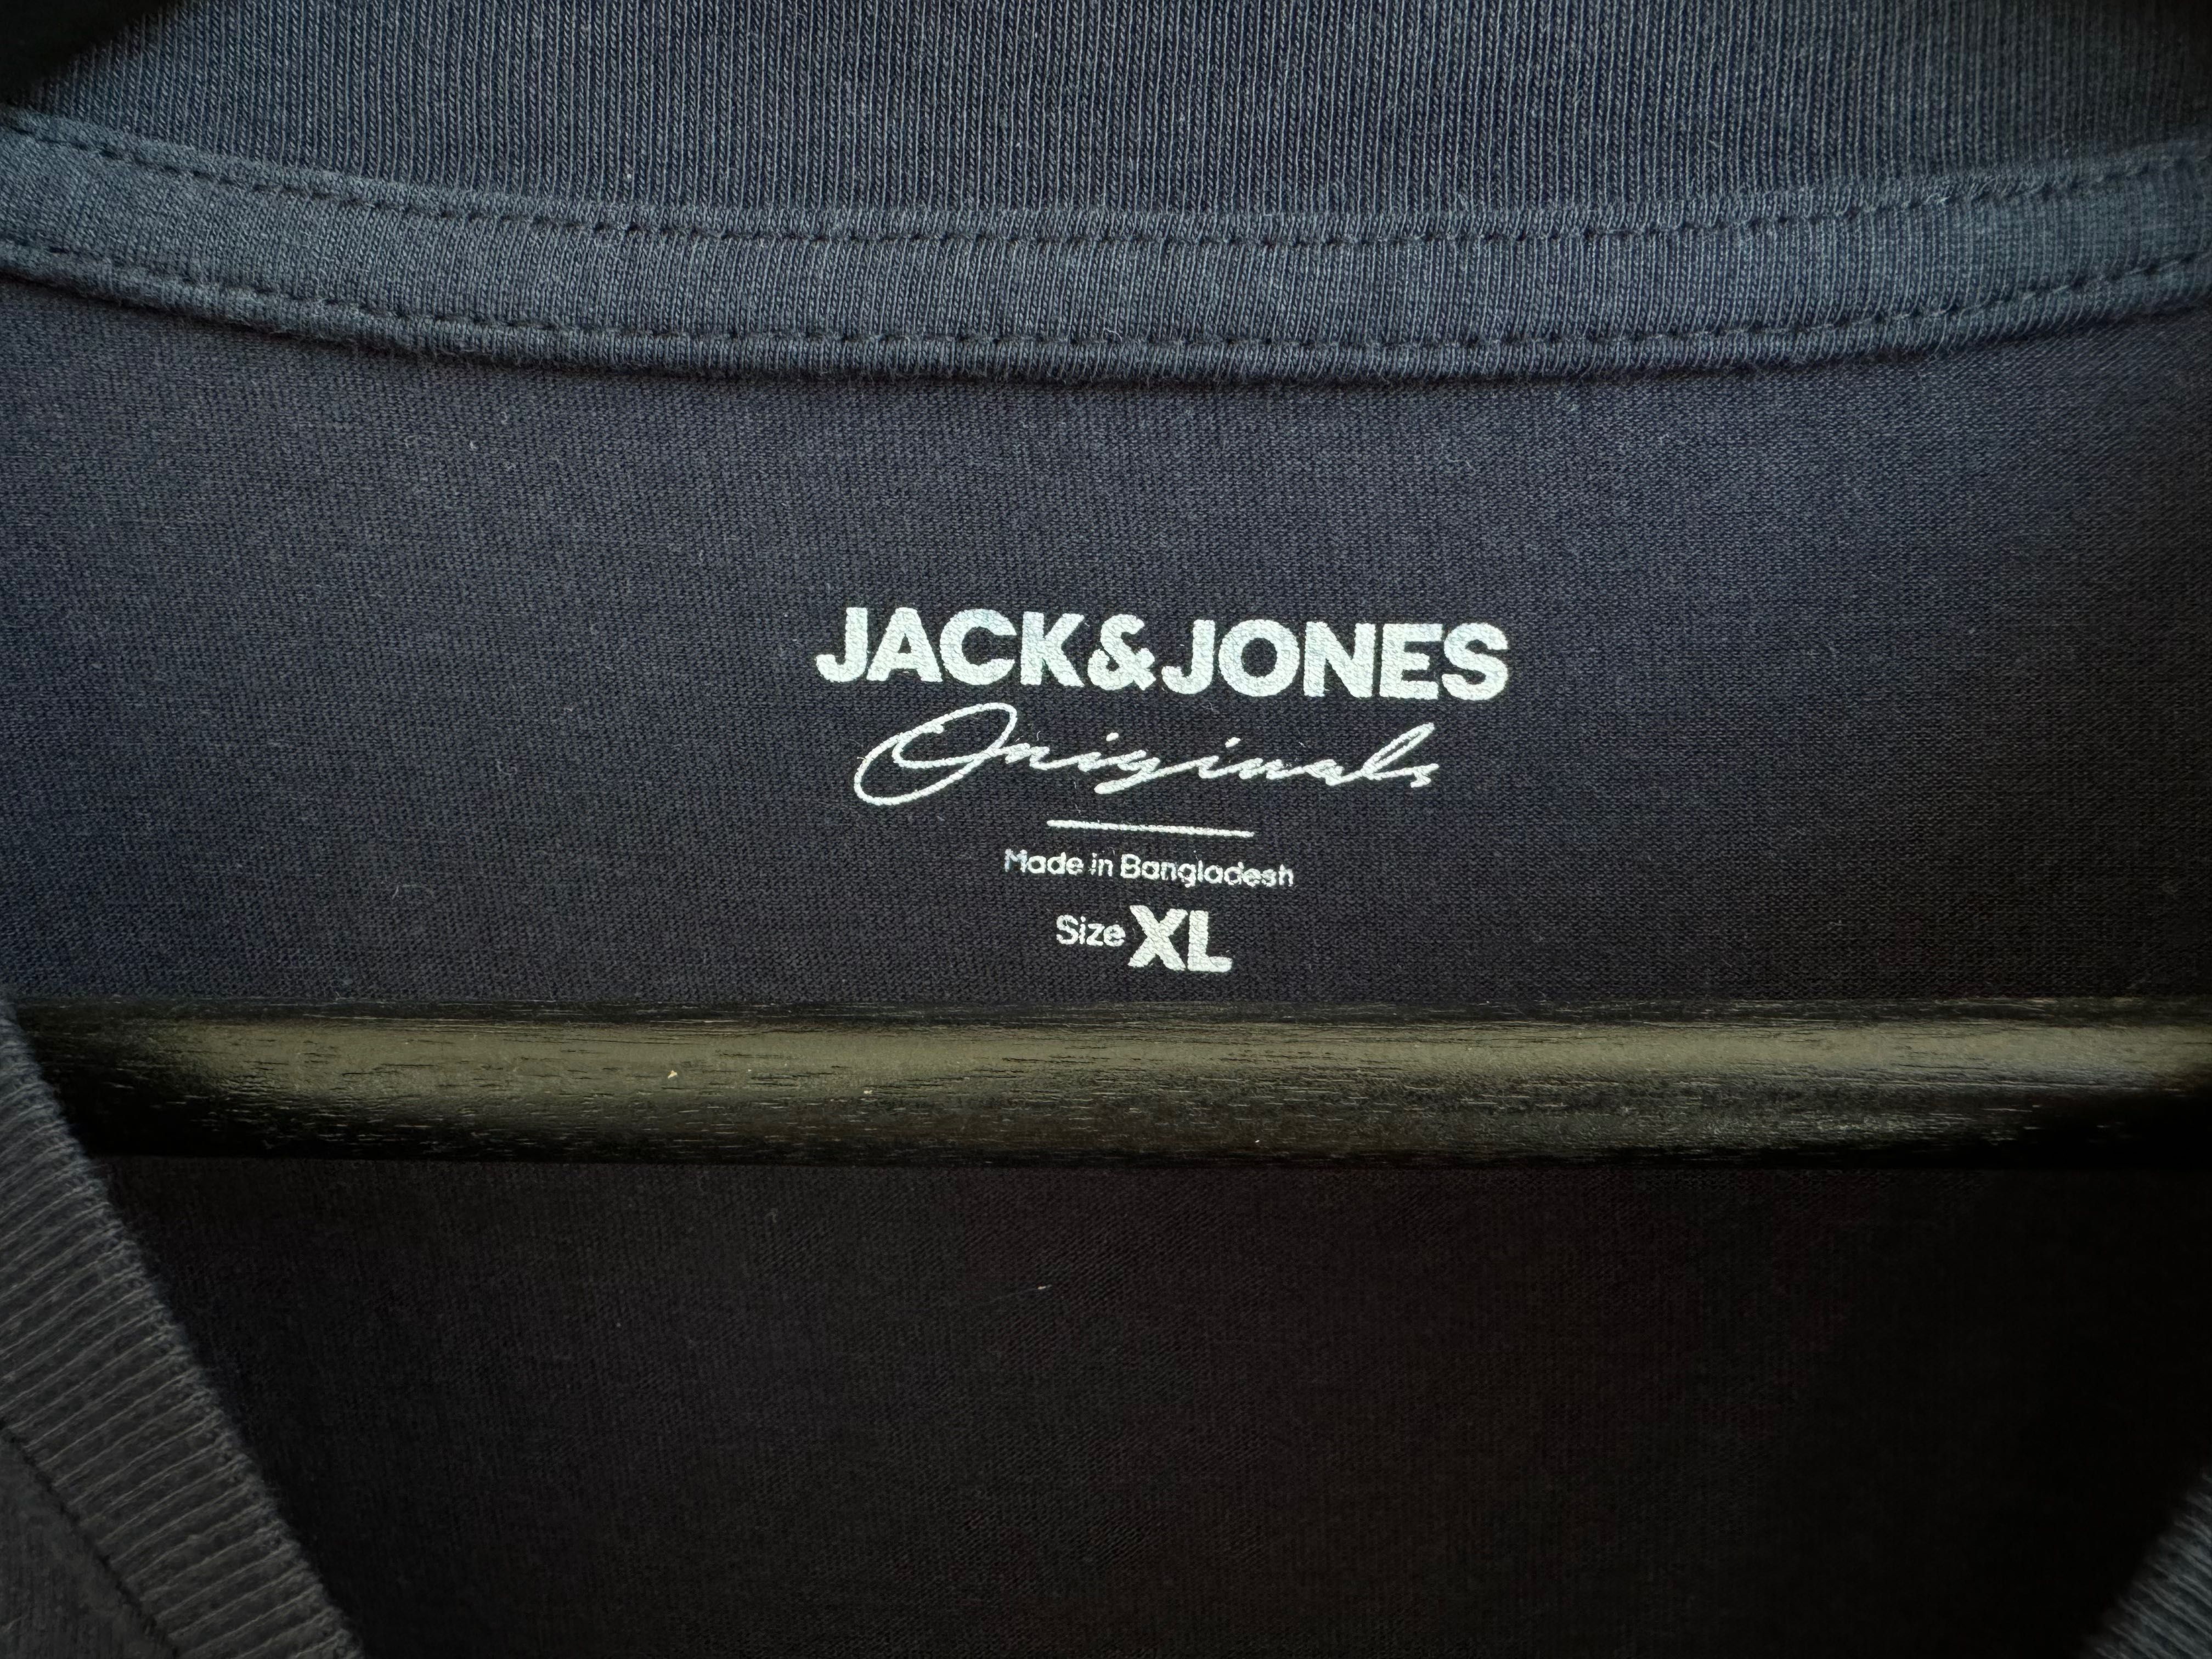 JACK&JONES
Originals
Made in Bangladesh
Size XL